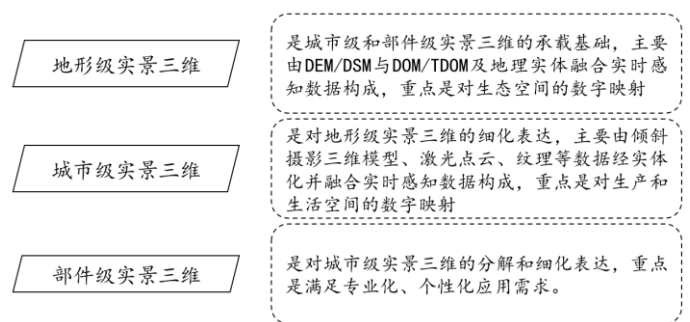 地形级实景三维
是城市级和部件级实景三维的承载基础，主要
由DEM/DSM与DOM/TDOM及地理实体融合实时感
知数据构成，重点是对生态空间的数字映射
城市级实景三维
是对地形级实景三维的细化表达，主要由倾斜
摄影三维模型、激光点云、纹理等数据经实体
化并融合实时感知数据构成，重点是对生产和
生活空间的数字映射
部件级实景三维
是对城市级实景三维的分解和细化表达，重点
是满足专业化、个性化应用需求。